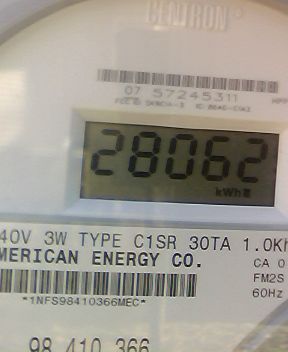 CENTRON®
07 57245311
28062
kWh
40V 3W TYPE C1SR 30TA 1.0Kh
MERICAN ENERGY CO.
CA 0
FM2S
60Hz
*1NFS98410366MEC*
98 410 366